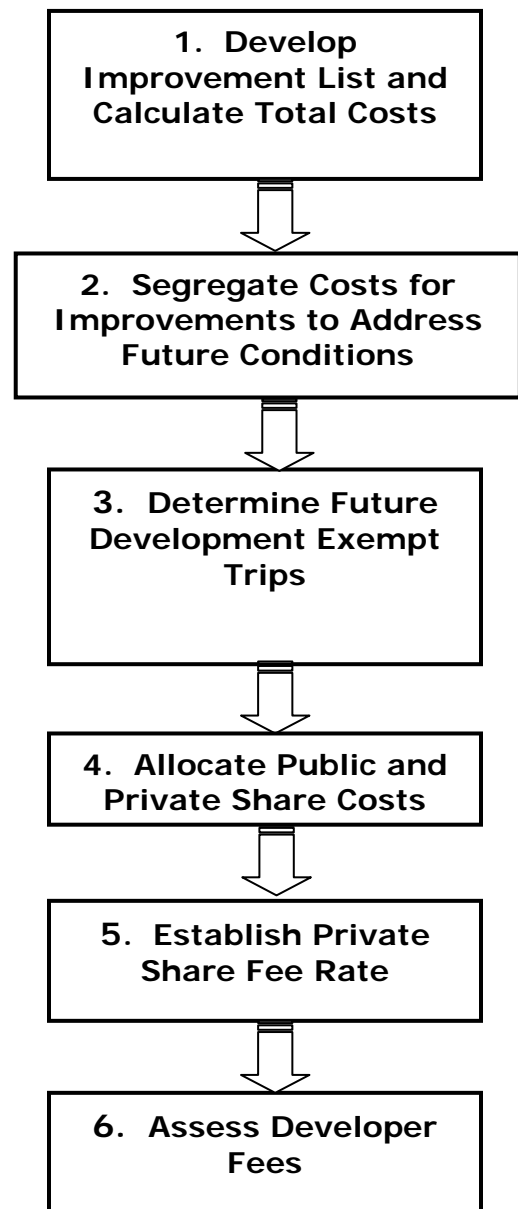 1. Develop
Improvement List and
Calculate Total Costs
2. Segregate Costs for
Improvements to Address
Future Conditions
3. Determine Future
Development Exempt
Trips
4. Allocate Public and
Private Share Costs
5. Establish Private
Share Fee Rate
6. Assess Developer
Fees